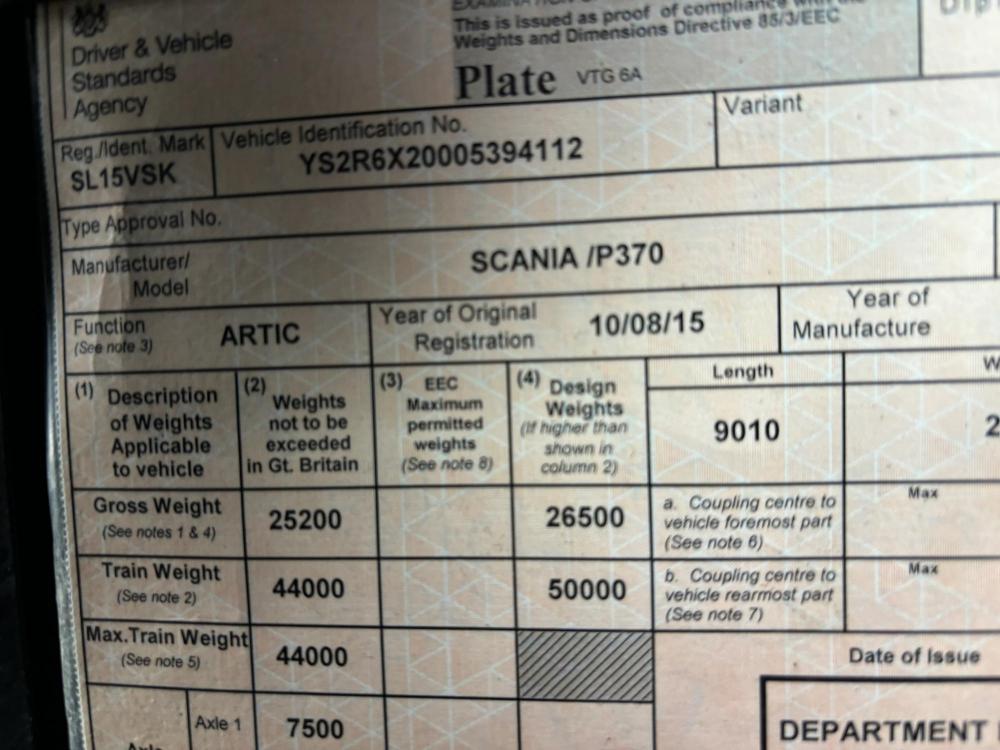 This is issued as proof of compliance with the
Weights and Dimensions Directive 85/3/EEC
Driver & Vehicle
Standards
Agency
Plate VTG 6A
Reg./Ident. Mark
SL15VSK
Vehicle Identification No.
YS2R6X20005394112
Variant
Type Approval No.
Manufacturer/
Model
SCANIA /P370
Function
(See note 3)
ARTIC
Year of Original
Registration
10/08/15
Year of
Manufacture
(1) Description
of Weights
Applicable
to vehicle
(2) Weights
not to be
exceeded
in Gt. Britain
(3) EEC
Maximum
permitted
weights
(See note 8)
(4) Design
Weights
(If higher than
shown in
column 2)
Length
9010
Gross Weight
(See notes 1 & 4)
25200
26500
a. Coupling centre to
vehicle foremost part
(See note 6)
Max
Train Weight
(See note 2)
44000
50000
b. Coupling centre to
vehicle rearmost part
(See note 7)
Max
Max.Train Weight
(See note 5)
44000
Date of Issue
Axle 1
7500
DEPARTMENT